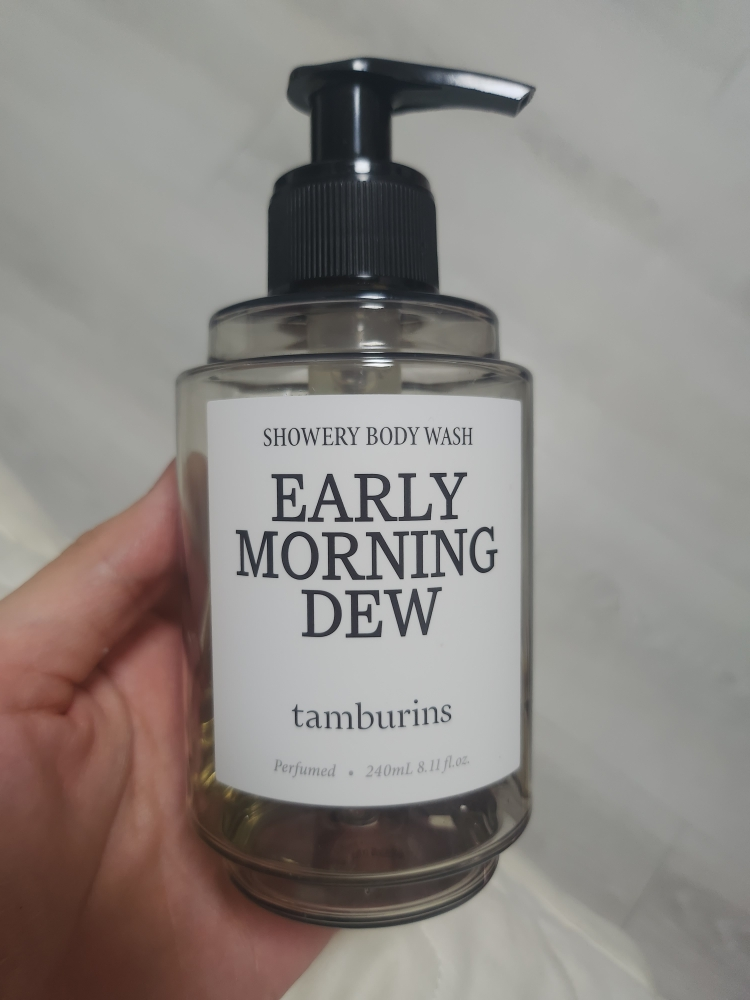 SHOWERY BODY WASH
EARLY
MORNING
DEW
tamburins
Perfumed • 240mL 8.11 fl.oz.